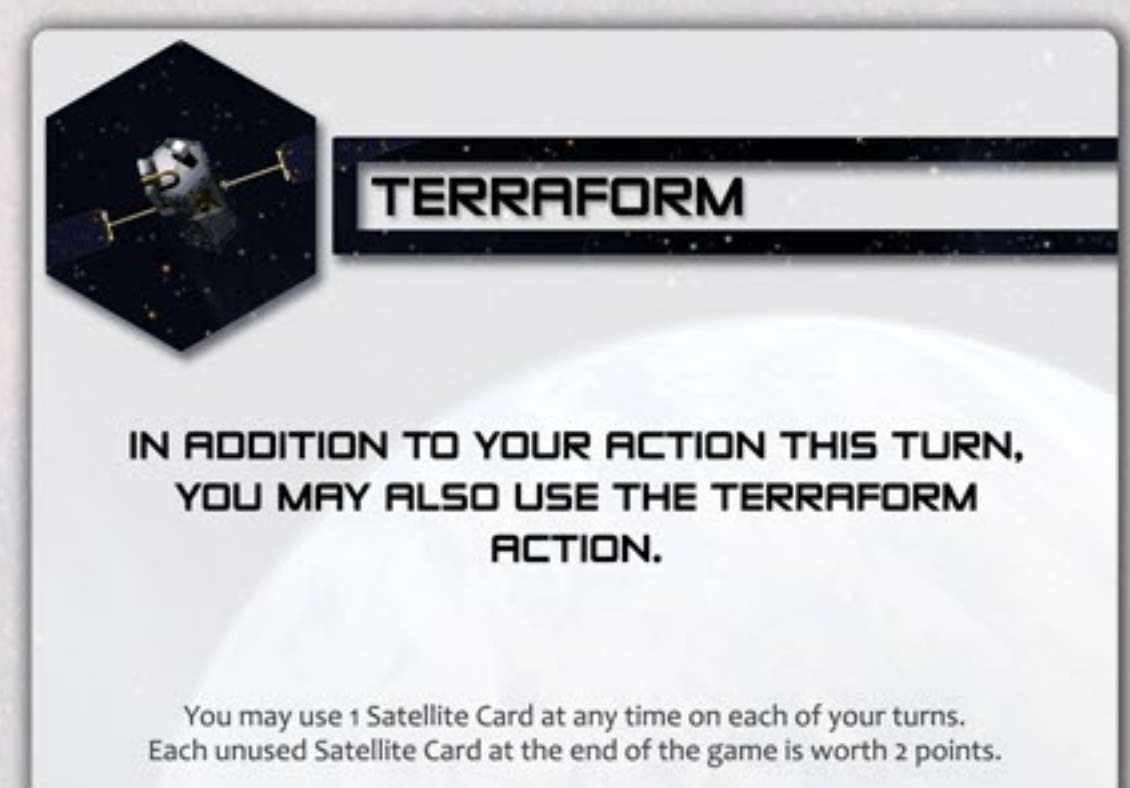 TERRAFORM
IN ADDITION TO YOUR ACTION THIS TURN,
YOU MAY ALSO USE THE TERRAFORM
ACTION.
You may use 1 Satellite Card at any time on each of your turns.
Each unused Satellite Card at the end of the game is worth 2 points.